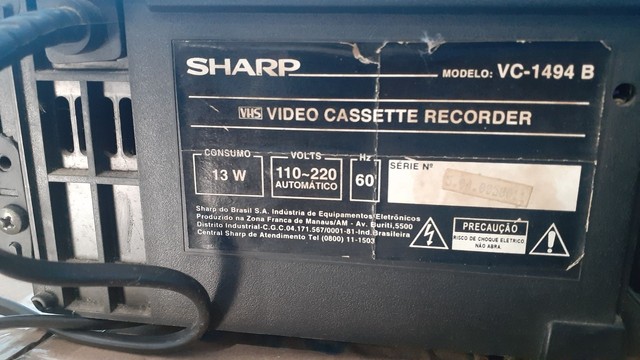 SHARP
MODELO: VC-1494 B
VHS VIDEO CASSETTE RECORDER
CONSUMO
13 W
VOLTS
110~220
AUTOMÁTICO
Hz
60
SÉRIE Nº
Sharp do Brasil S.A. Indústria de Equipamentos Eletrônicos
Produzido na Zona Franca de Manaus/AM - Av. Buriti,5500
Distrito Industrial-C.G.C.04.171.567/0001-81-Ind.Brasileira
Central Sharp de Atendimento Tel (0800) 11-1503
PRECAUÇÃO
RISCO DE CHOQUE ELETRICO
NÃO ABRA.